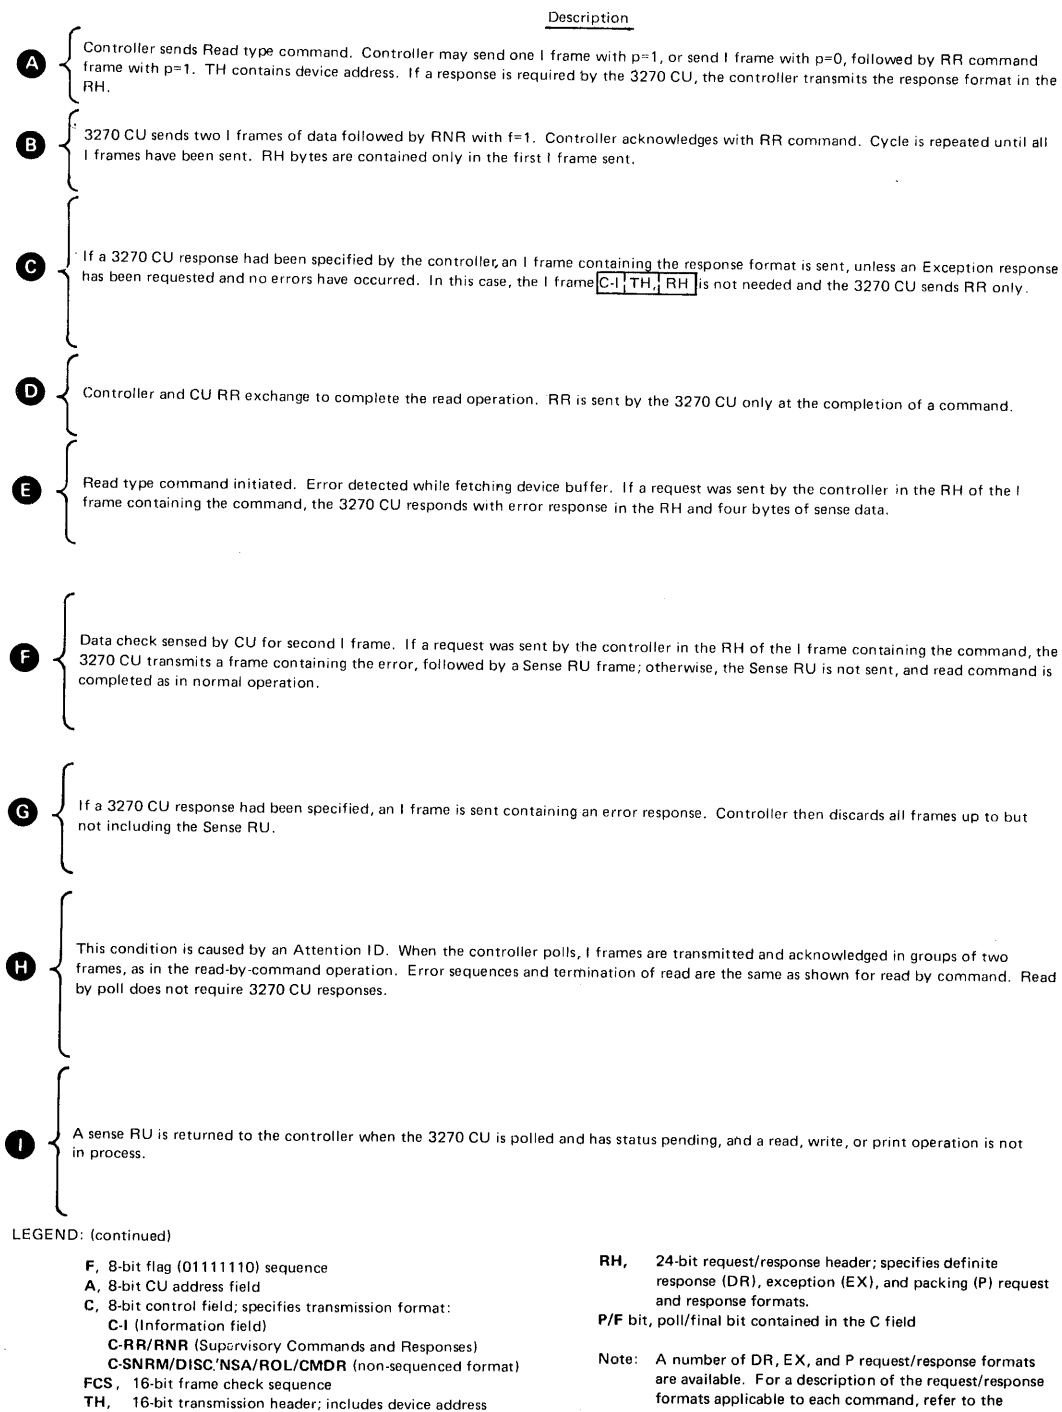 Description
A
Controller sends Read type command. Controller may send one I frame with p=1, or send I frame with p=0, followed by RR command
frame with p=1. TH contains device address. If a response is required by the 3270 CU, the controller transmits the response format in the
RH.
B
3270 CU sends two I frames of data followed by RNR with f=1. Controller acknowledges with RR command. Cycle is repeated until all
I frames have been sent. RH bytes are contained only in the first I frame sent.
C
If a 3270 CU response had been specified by the controller, an I frame containing the response format is sent, unless an Exception response
has been requested and no errors have occurred. In this case, the I frame C-I TH, RH is not needed and the 3270 CU sends RR only.
D
Controller and CU RR exchange to complete the read operation. RR is sent by the 3270 CU only at the completion of a command.
E
Read type command initiated. Error detected while fetching device buffer. If a request was sent by the controller in the RH of the I
frame containing the command, the 3270 CU responds with error response in the RH and four bytes of sense data.
F
Data check sensed by CU for second I frame. If a request was sent by the controller in the RH of the I frame containing the command, the
3270 CU transmits a frame containing the error, followed by a Sense RU frame; otherwise, the Sense RU is not sent, and read command is
completed as in normal operation.
G
If a 3270 CU response had been specified, an I frame is sent containing an error response. Controller then discards all frames up to but
not including the Sense RU.
H
This condition is caused by an Attention ID. When the controller polls, I frames are transmitted and acknowledged in groups of two
frames, as in the read-by-command operation. Error sequences and termination of read are the same as shown for read by command. Read
by poll does not require 3270 CU responses.
I
A sense RU is returned to the controller when the 3270 CU is polled and has status pending, and a read, write, or print operation is not
in process.
LEGEND: (continued)
F, 8-bit flag (01111110) sequence
A, 8-bit CU address field
C, 8-bit control field; specifies transmission format:
C-I (Information field)
C-RR/RNR (Supervisory Commands and Responses)
C-SNRM/DISC/NSA/ROL/CMDR (non-sequenced format)
FCS, 16-bit frame check sequence
TH, 16-bit transmission header; includes device address
RH, 24-bit request/response header; specifies definite
response (DR), exception (EX), and packing (P) request
and response formats.
P/F bit, poll/final bit contained in the C field
Note: A number of DR, EX, and P request/response formats
are available. For a description of the request/response
formats applicable to each command, refer to the